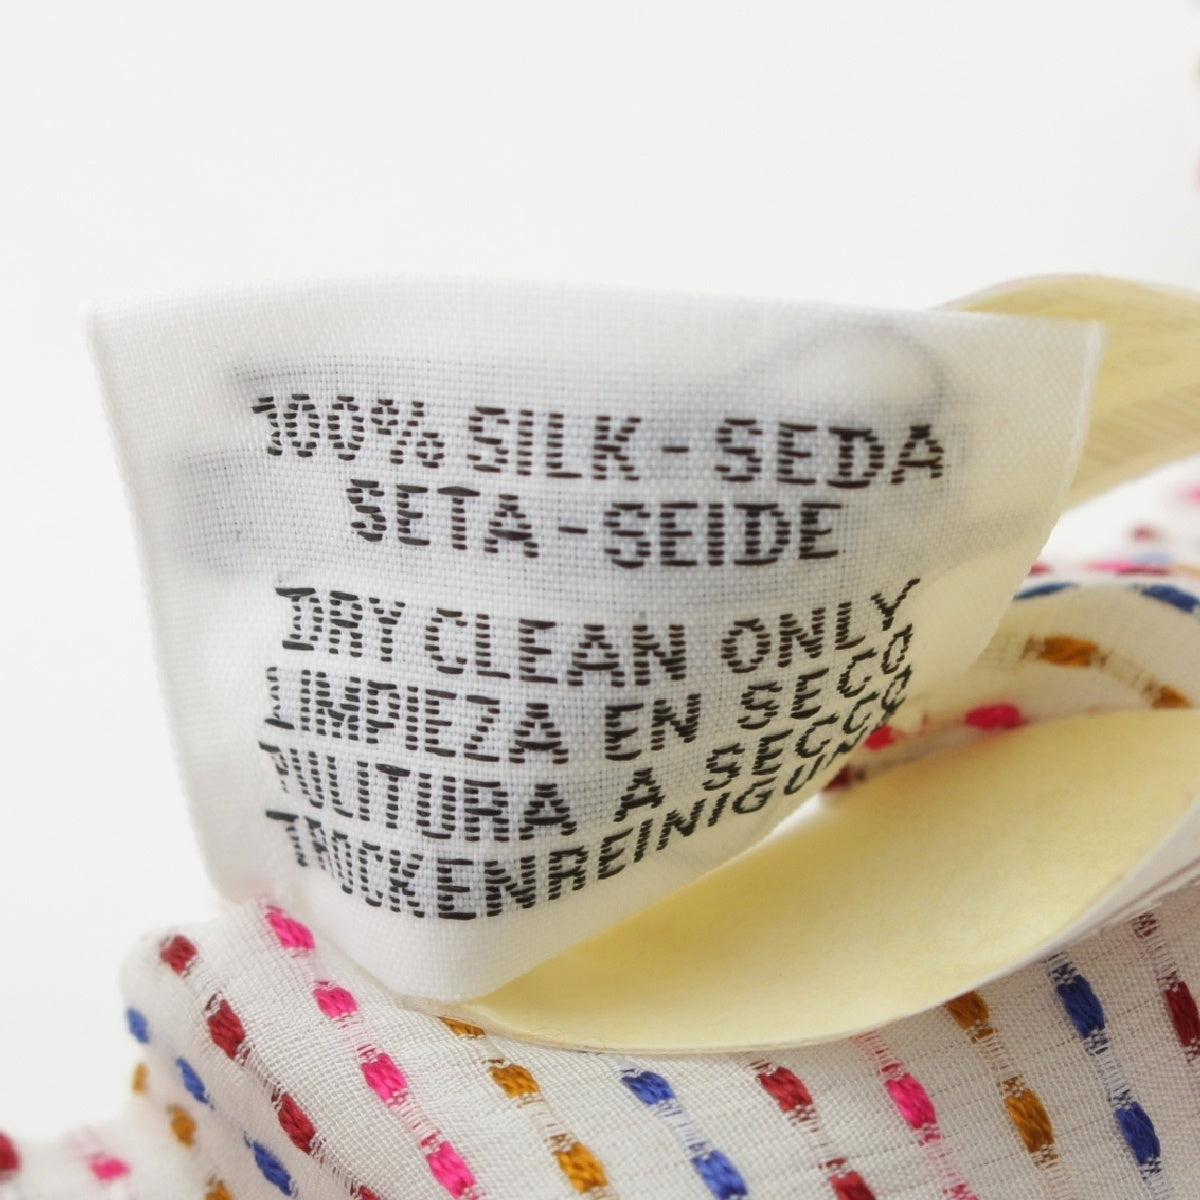 100% SILK - SEDA
SETA - SEIDE
DRY CLEAN ONLY
LIMPIEZA EN SECO
PULITURA A SECCO
TROCKENREINIGUNG